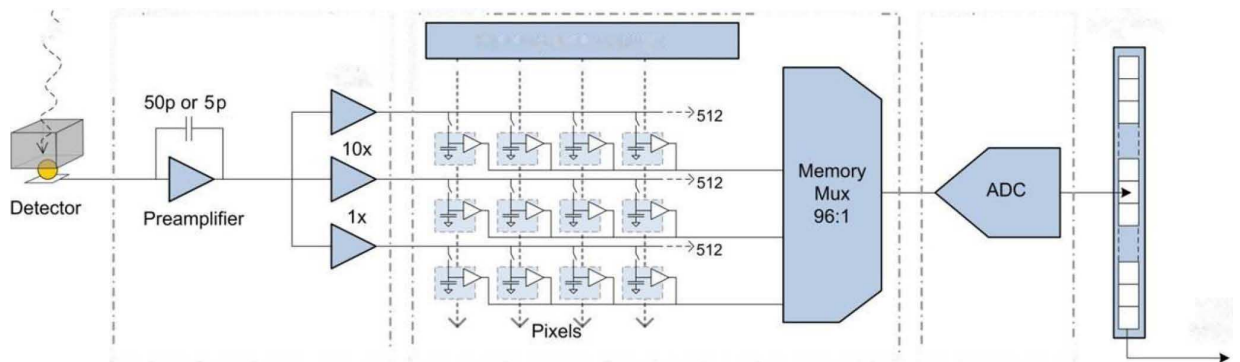 50p or 5p
Detector
Preamplifier
10x
1x
512
512
512
Pixels
Memory
Mux
96:1
ADC